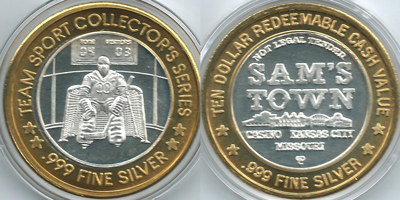 TEAM SPORT COLLECTOR'S SERIES
.999 FINE SILVER
00
TEN DOLLAR REDEEMABLE CASH VALUE
NOT LEGAL TENDER
SAM'S
TOWN
CASINO KANSAS CITY
MISSOURI
.999 FINE SILVER